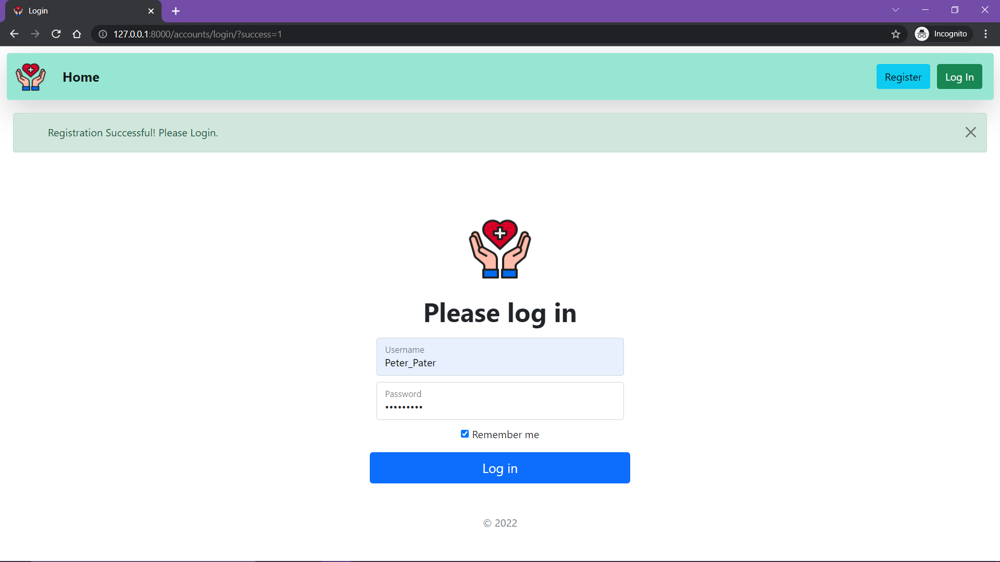 Login
127.0.0.1:8000/accounts/login/?success=1
Incognito
Home
Register
Log In
Registration Successful! Please Login.
Please log in
Username
Peter_Pater
Password
•••••••••
Remember me
Log in
© 2022